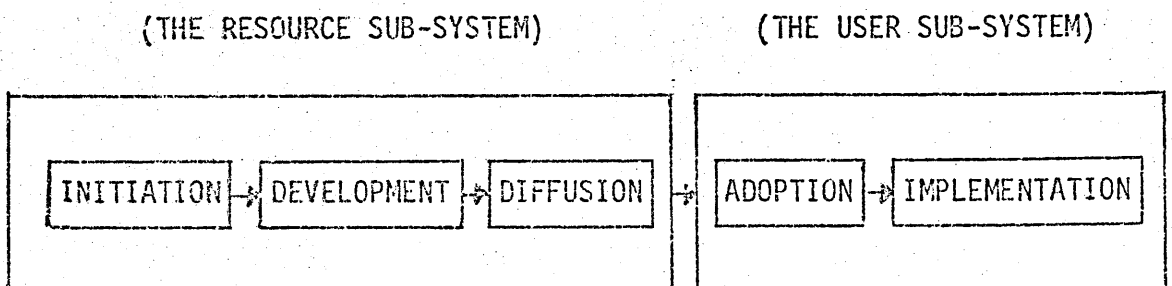 (THE RESOURCE SUB-SYSTEM) (THE USER SUB-SYSTEM)
INITIATION DEVELOPMENT DIFFUSION ADOPTION IMPLEMENTATION